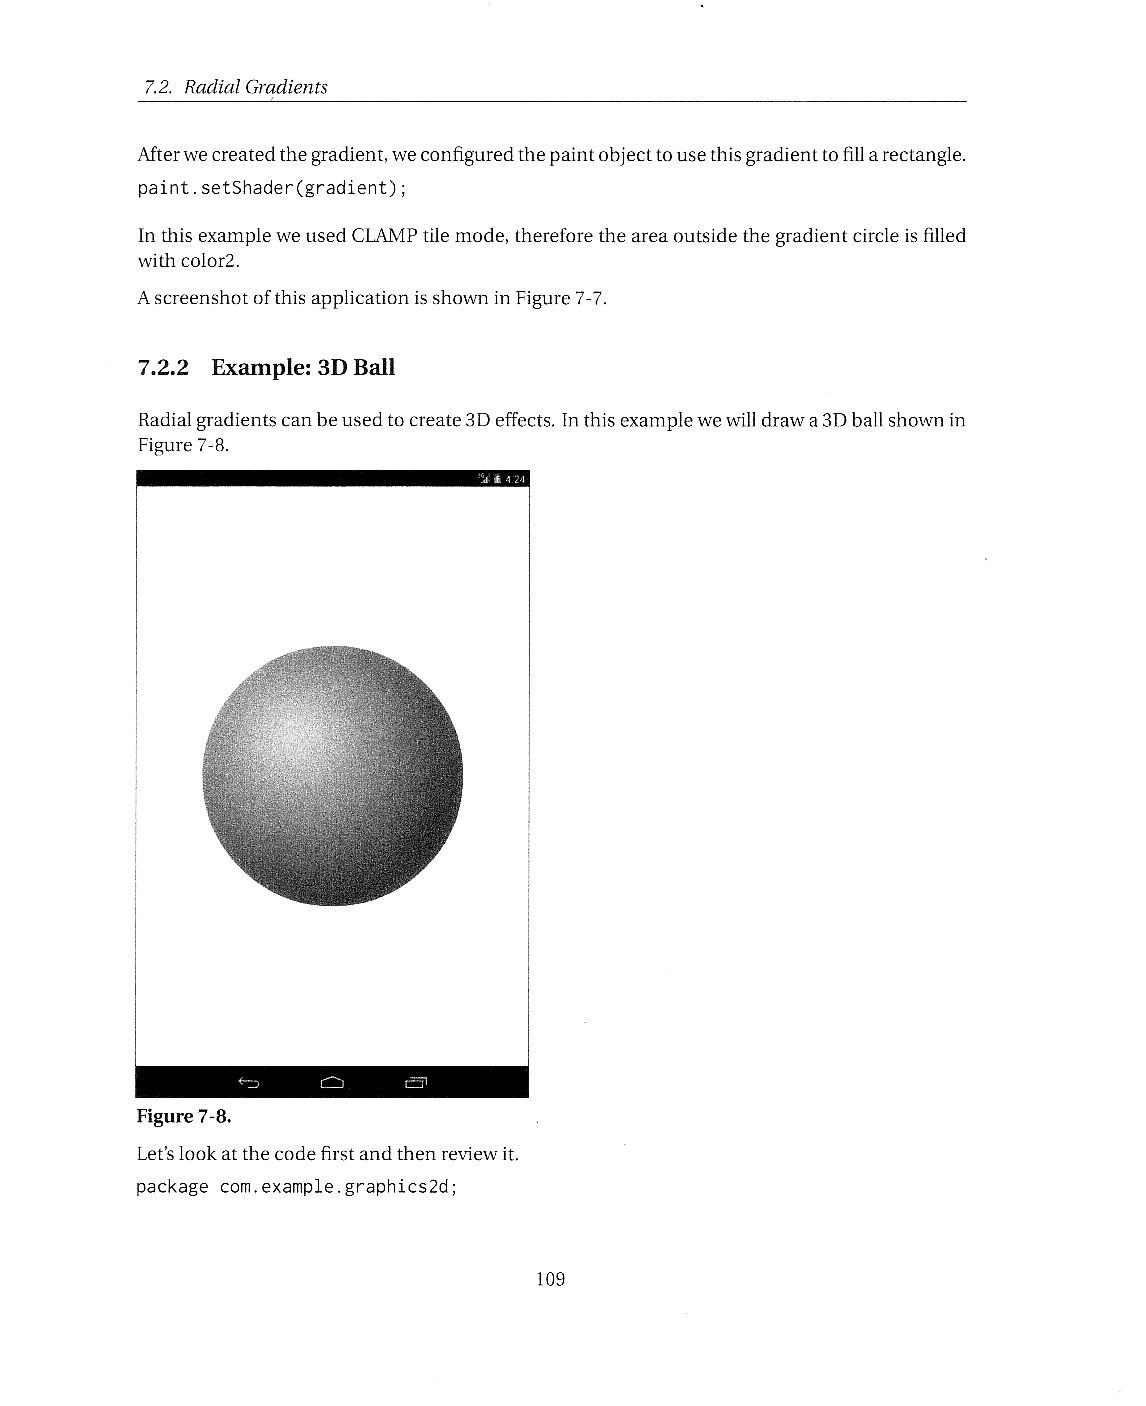 7.2. Radial Gradients
After we created the gradient, we configured the paint object to use this gradient to fill a rectangle.
paint.setShader(gradient);
In this example we used CLAMP tile mode, therefore the area outside the gradient circle is filled
with color2.
A screenshot of this application is shown in Figure 7-7.
7.2.2 Example: 3D Ball
Radial gradients can be used to create 3D effects. In this example we will draw a 3D ball shown in
Figure 7-8.
4:24
Figure 7-8.
Let's look at the code first and then review it.
package com.example.graphics2d;
109